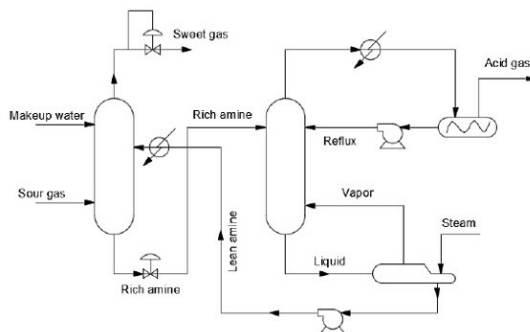 Sweet gas
Acid gas
Makeup water
Rich amine
Reflux
Sour gas
Vapor
Steam
Lean amine
Liquid
Rich amine